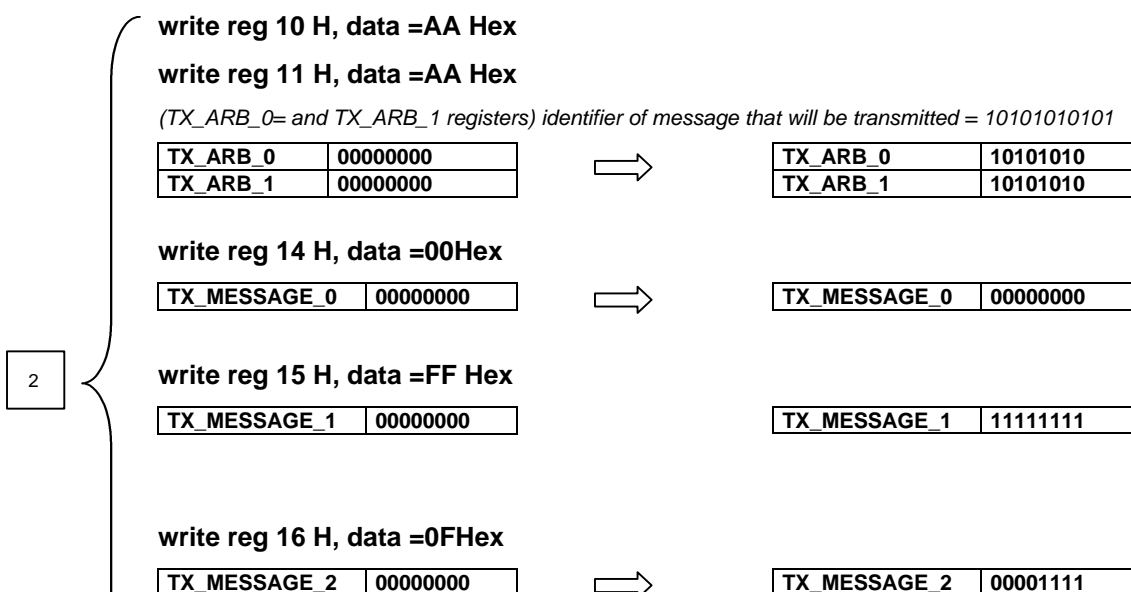 write reg 10 H, data =AA Hex
write reg 11 H, data =AA Hex
(TX_ARB_0= and TX_ARB_1 registers) identifier of message that will be transmitted = 10101010101
TX_ARB_0 00000000 TX_ARB_0 10101010
TX_ARB_1 00000000 TX_ARB_1 10101010
write reg 14 H, data =00Hex
TX_MESSAGE_0 00000000 TX_MESSAGE_0 00000000
2
write reg 15 H, data =FF Hex
TX_MESSAGE_1 00000000 TX_MESSAGE_1 11111111
write reg 16 H, data =0FHex
TX_MESSAGE_2 00000000 TX_MESSAGE_2 00001111